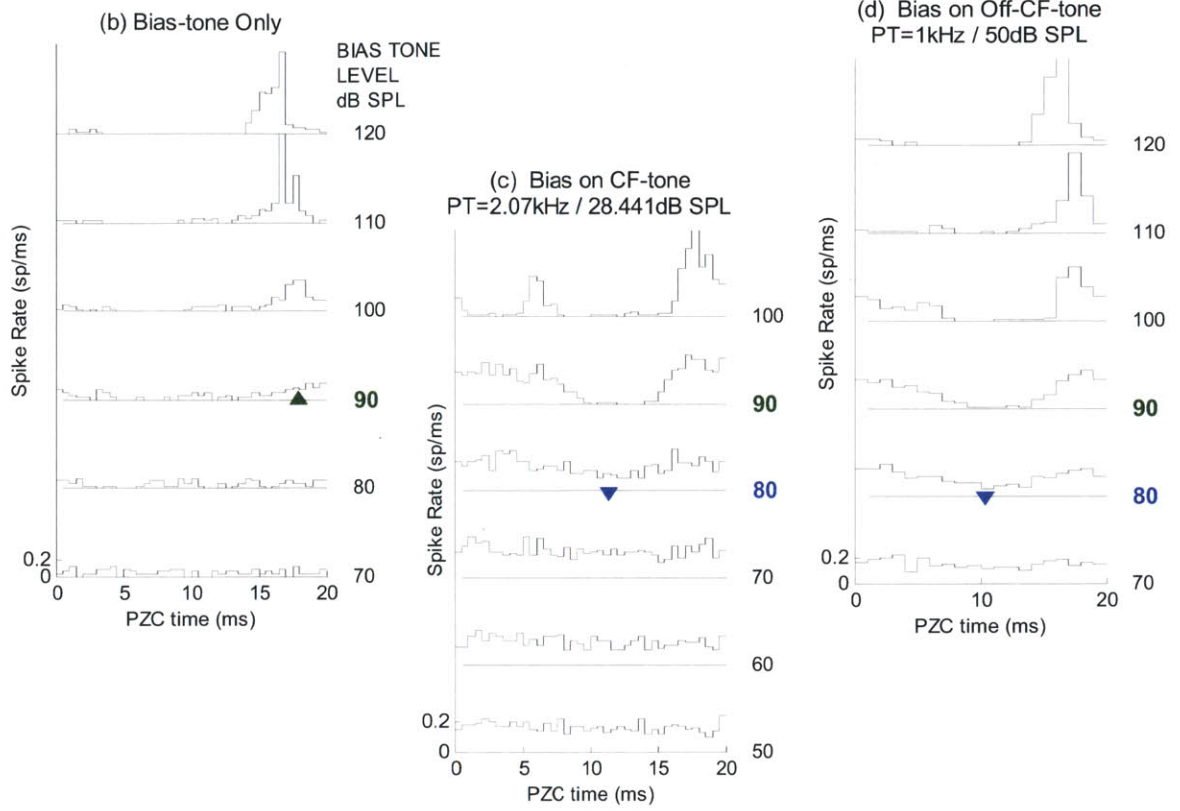 (b) Bias-tone Only
BIAS TONE
LEVEL
dB SPL
120
110
100
90
80
70
Spike Rate (sp/ms)
0.2
0
0 5 10 15 20
PZC time (ms)
(c) Bias on CF-tone
PT=2.07kHz / 28.441dB SPL
100
90
80
70
60
50
Spike Rate (sp/ms)
0.2
0
0 5 10 15 20
PZC time (ms)
(d) Bias on Off-CF-tone
PT=1kHz / 50dB SPL
120
110
100
90
80
70
Spike Rate (sp/ms)
0.2
0
0 10 20
PZC time (ms)